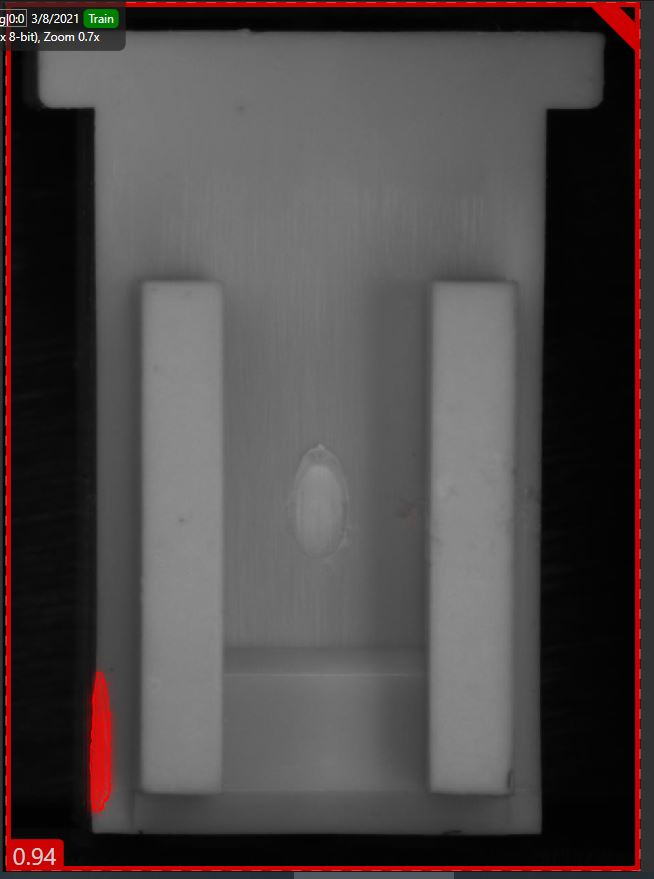 g|0:0 3/8/2021 Train
x 8-bit), Zoom 0.7x
0.94